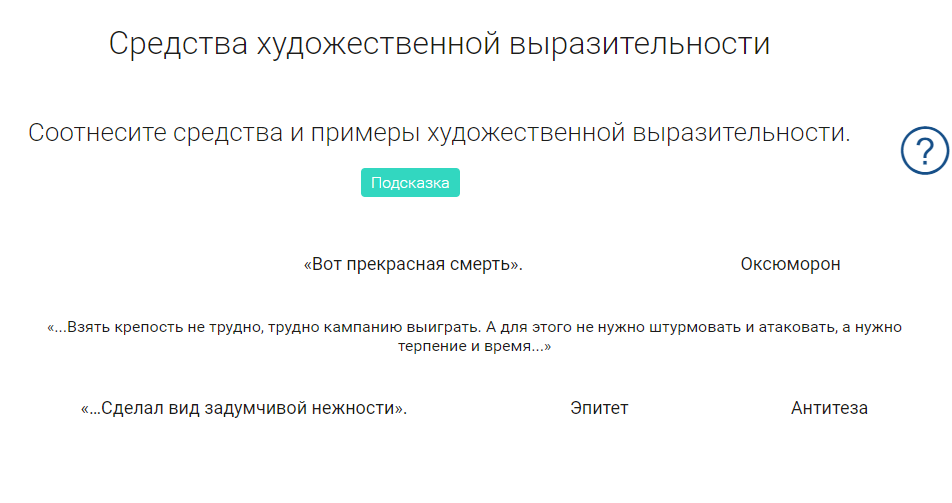 Средства художественной выразительности
Соотнесите средства и примеры художественной выразительности.
?
Подсказка
«Вот прекрасная смерть». Оксюморон
«...Взять крепость не трудно, трудно кампанию выиграть. А для этого не нужно штурмовать и атаковать, а нужно
терпение и время...»
«...Сделал вид задумчивой нежности». Эпитет Антитеза